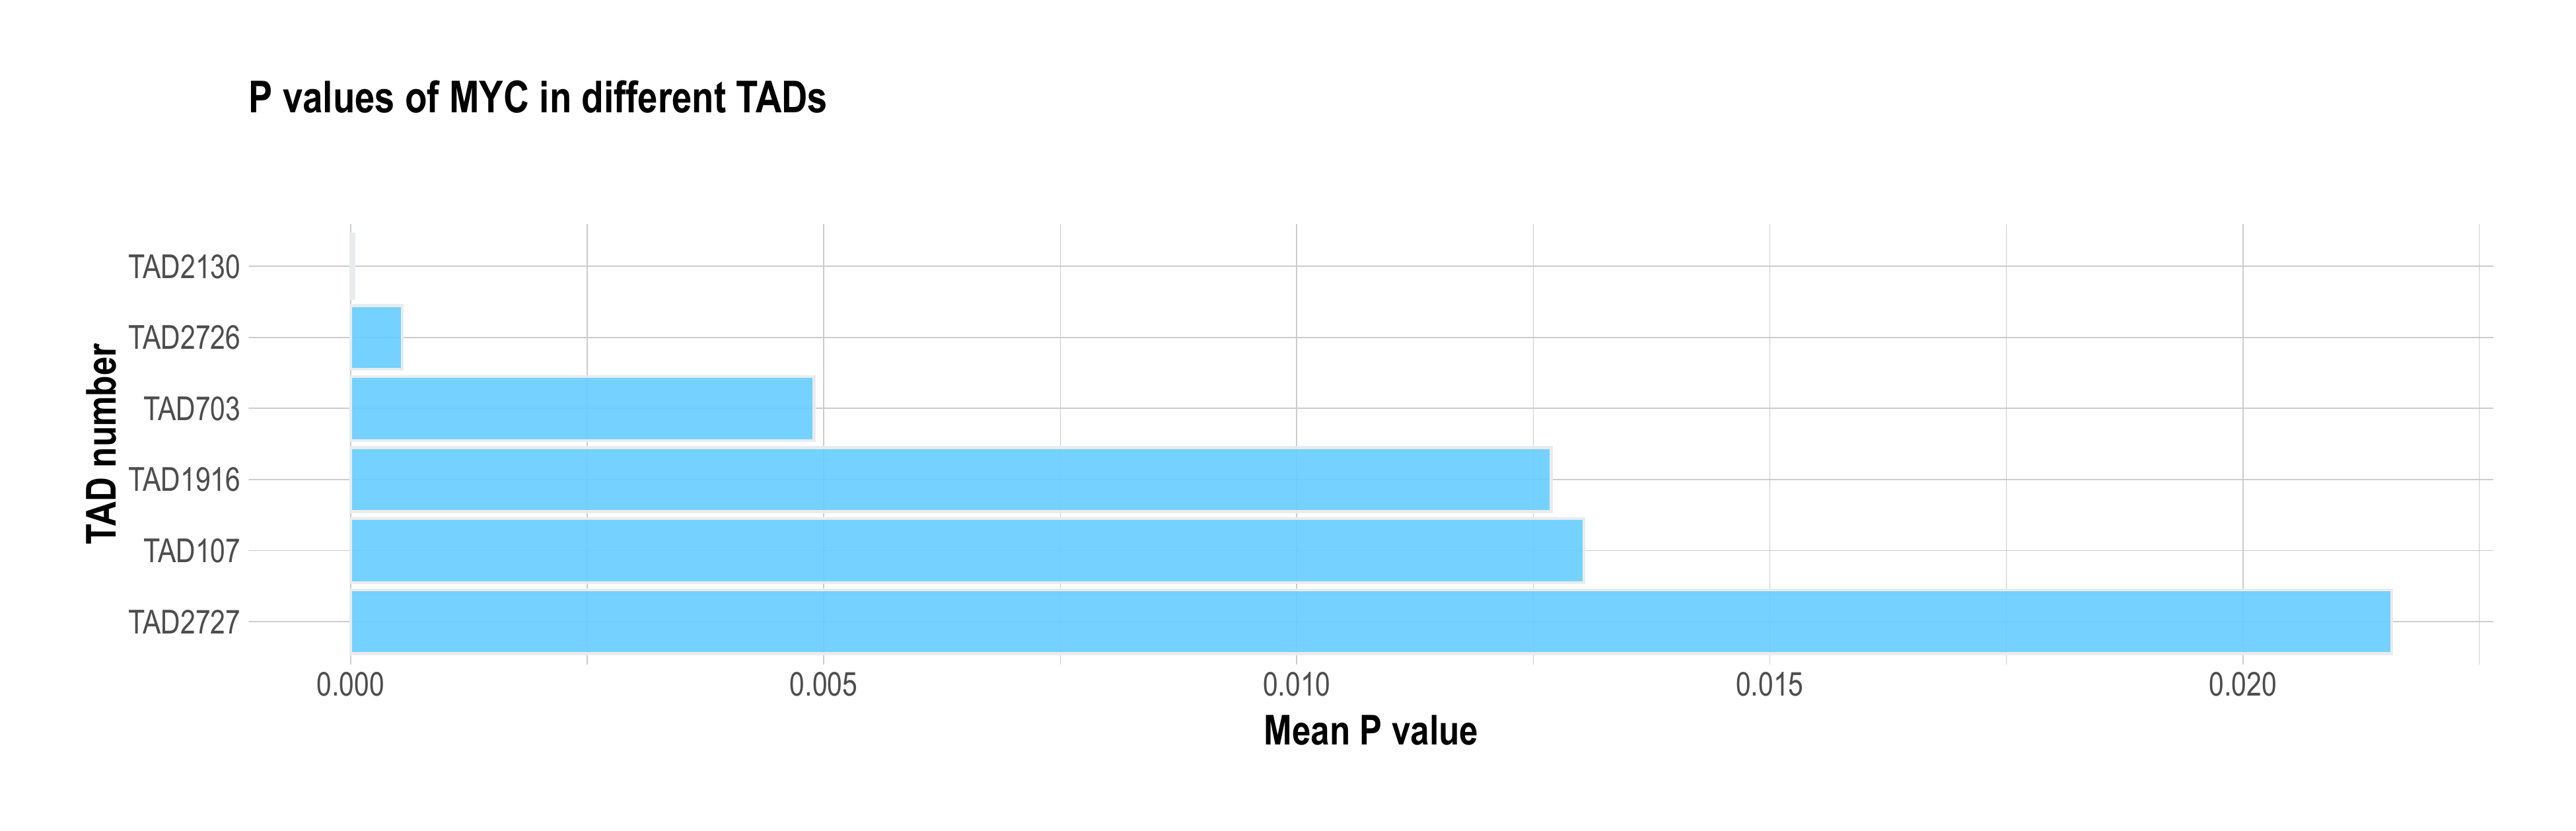 P values of MYC in different TADs
TAD number
TAD2130
TAD2726
TAD703
TAD1916
TAD107
TAD2727
0.000 0.005 0.010 0.015 0.020
Mean P value